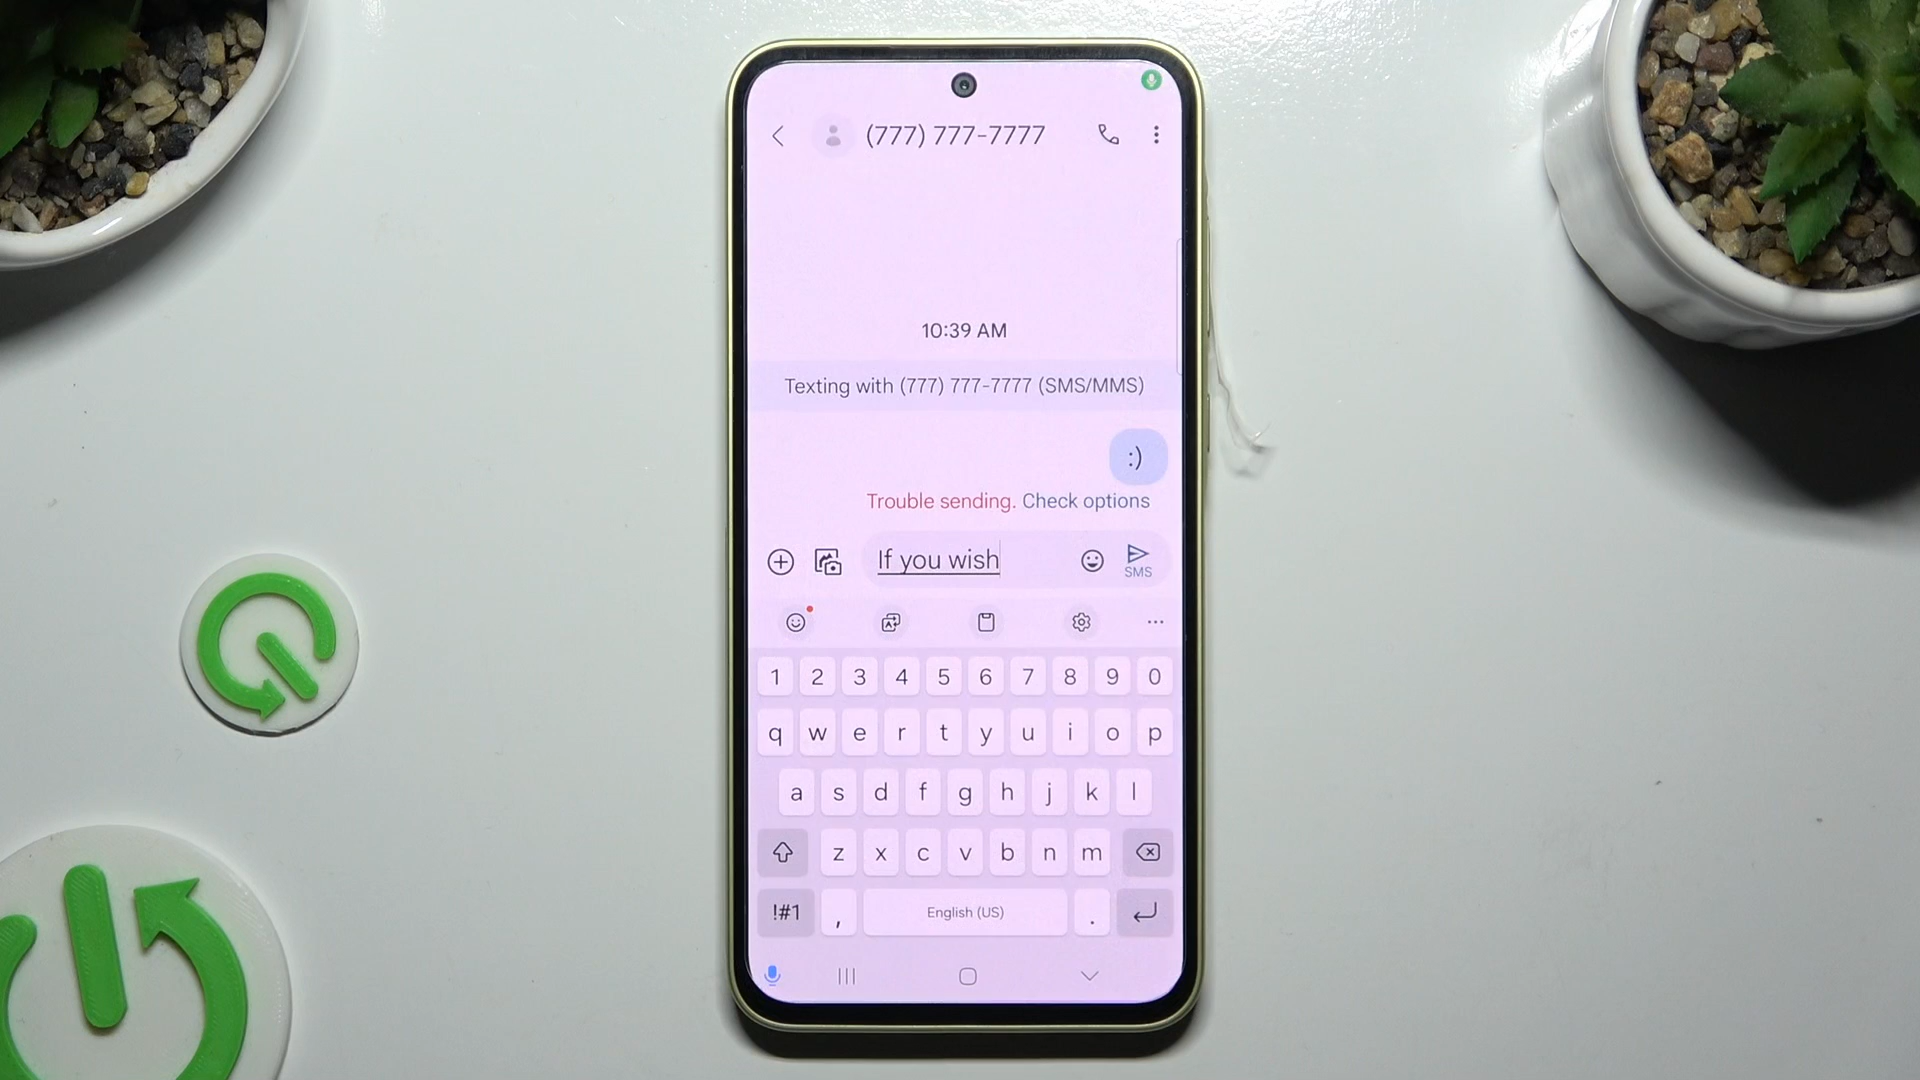 (777) 777-7777
10:39 AM
Texting with (777) 777-7777 (SMS/MMS)
:)
Trouble sending. Check options
If you wish
SMS
1 2 3 4 5 6 7 8 9 0
q w e r t y u i o p
a s d f g h j k l
z x c v b n m
!#1 , English (US) .